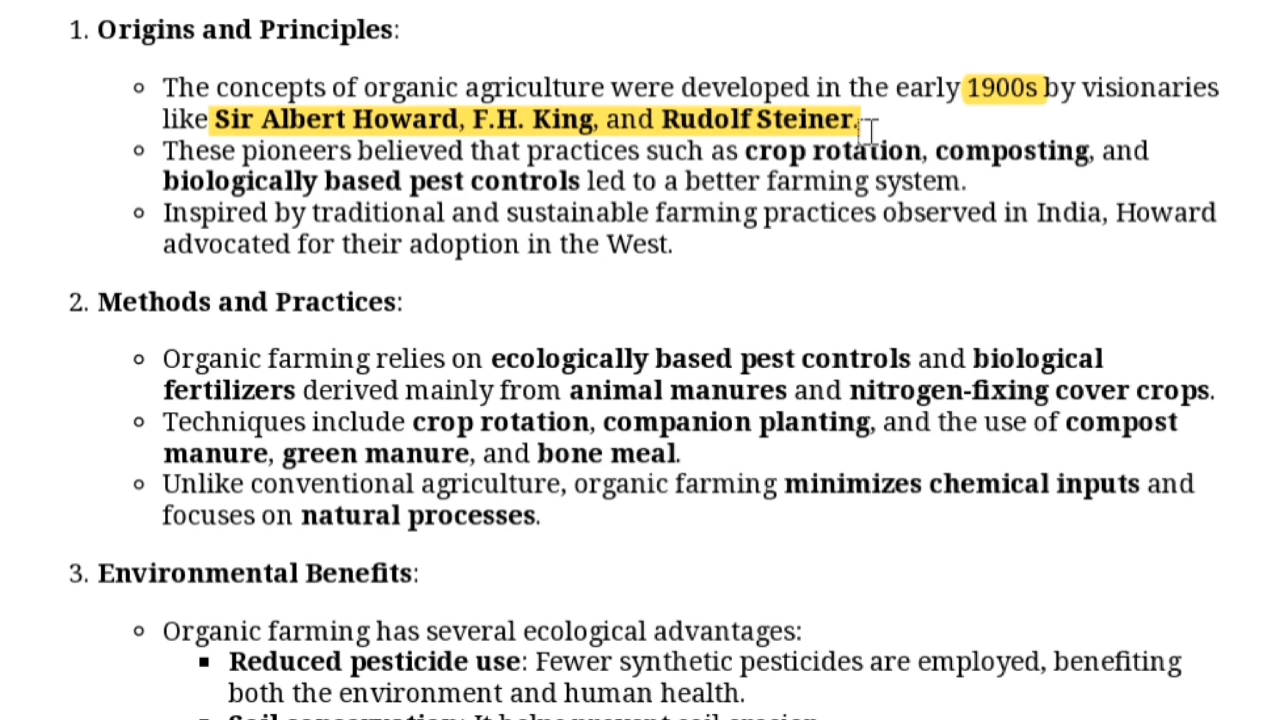 1. Origins and Principles:
The concepts of organic agriculture were developed in the early 1900s by visionaries
like Sir Albert Howard, F.H. King, and Rudolf Steiner.
These pioneers believed that practices such as crop rotation, composting, and
biologically based pest controls led to a better farming system.
Inspired by traditional and sustainable farming practices observed in India, Howard
advocated for their adoption in the West.
2. Methods and Practices:
Organic farming relies on ecologically based pest controls and biological
fertilizers derived mainly from animal manures and nitrogen-fixing cover crops.
Techniques include crop rotation, companion planting, and the use of compost
manure, green manure, and bone meal.
Unlike conventional agriculture, organic farming minimizes chemical inputs and
focuses on natural processes.
3. Environmental Benefits:
Organic farming has several ecological advantages:
Reduced pesticide use: Fewer synthetic pesticides are employed, benefiting
both the environment and human health.